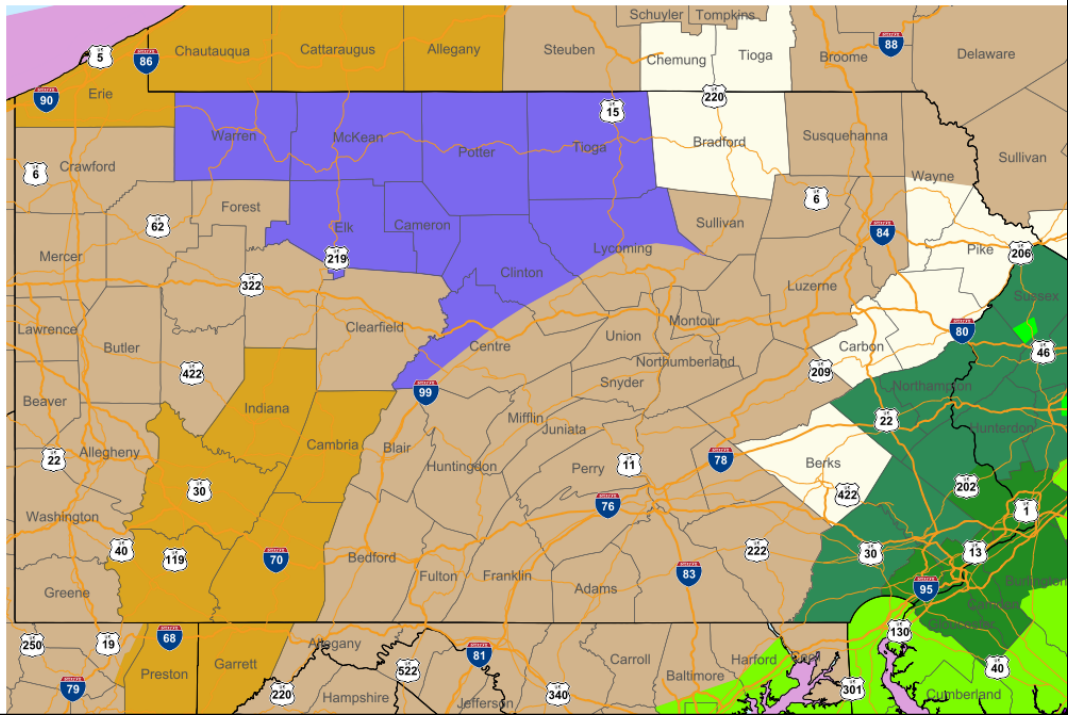 Schuyler Tompkins
5
86
Chautauqua
Cattaraugus
Allegany
Steuben
Chemung
Tioga
Broome
88
Delaware
90
Erie
220
15
Warren
McKean
Potter
Tioga
Bradford
Susquehanna
Sullivan
6
Crawford
Wayne
62
Forest
6
Elk
Cameron
Lycoming
Sullivan
84
Mercer
219
Pike
206
322
Clinton
Luzerne
Sussex
Lawrence
Butler
Clearfield
Centre
Union
Montour
Carbon
80
46
Northumberland
422
Snyder
209
Northampton
Beaver
Indiana
99
Mifflin
Juniata
22
Hunterdon
Allegheny
Cambria
Blair
22
Huntingdon
Perry
11
78
Berks
30
422
202
76
1
Washington
40
119
70
Bedford
222
30
13
Greene
Fulton
Franklin
Adams
83
95
Burlington
Camden
Gloucester
250
19
68
Allegany
130
Preston
Garrett
81
Carroll
Harford
Cecil
79
220
522
Hampshire
Jefferson
340
Baltimore
301
40
Cumberland